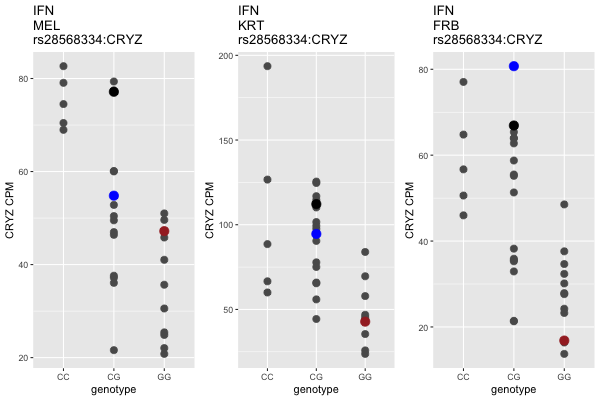 IFN
MEL
rs28568334:CRYZ
80
60
40
20
CRYZ CPM
CC
CG
GG
genotype
IFN
KRT
rs28568334:CRYZ
200
150
100
50
CRYZ CPM
CC
CG
GG
genotype
IFN
FRB
rs28568334:CRYZ
80
60
40
20
CRYZ CPM
CC
CG
GG
genotype